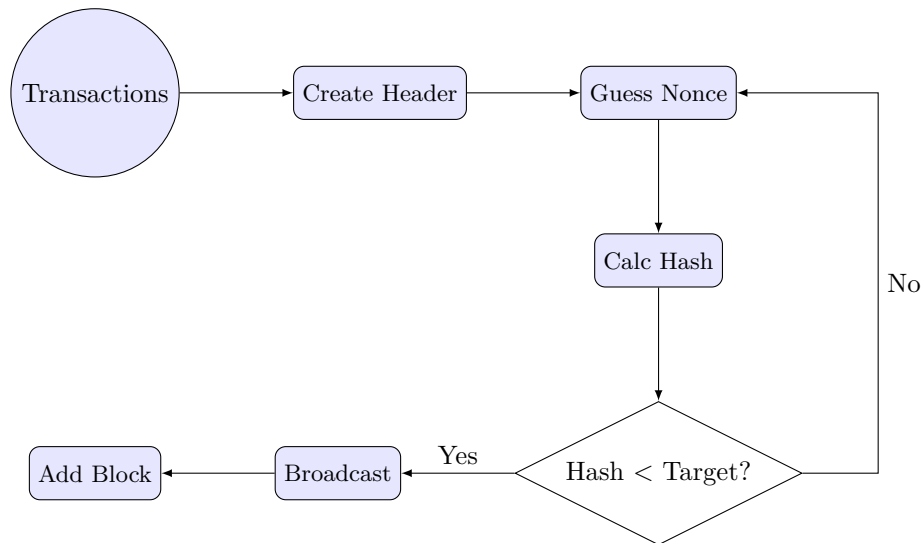 Transactions
Create Header
Guess Nonce
Calc Hash
No
Hash < Target?
Yes
Broadcast
Add Block